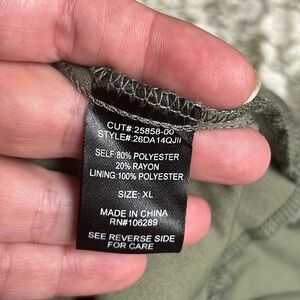 CUT#:25858-00
STYLE#:26DA14QJII
SELF:80% POLYESTER
20% RAYON
LINING:100% POLYESTER
SIZE: XL
MADE IN CHINA
RN#106289
SEE REVERSE SIDE
FOR CARE